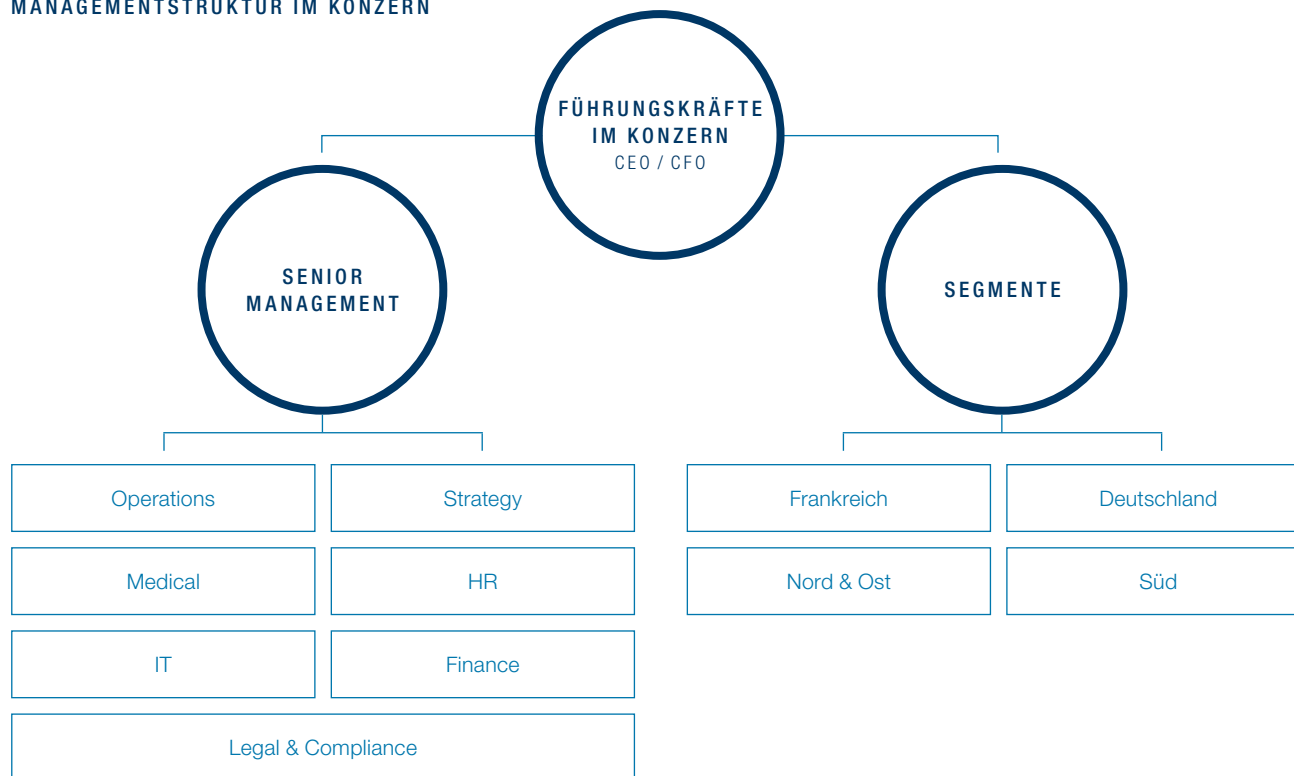 MANAGEMENTSTRUKTUR IM KONZERN
FÜHRUNGSKRÄFTE
IM KONZERN
CEO / CFO
SENIOR
MANAGEMENT
SEGMENTE
Operations
Strategy
Frankreich
Deutschland
Medical
HR
Nord & Ost
Süd
IT
Finance
Legal & Compliance